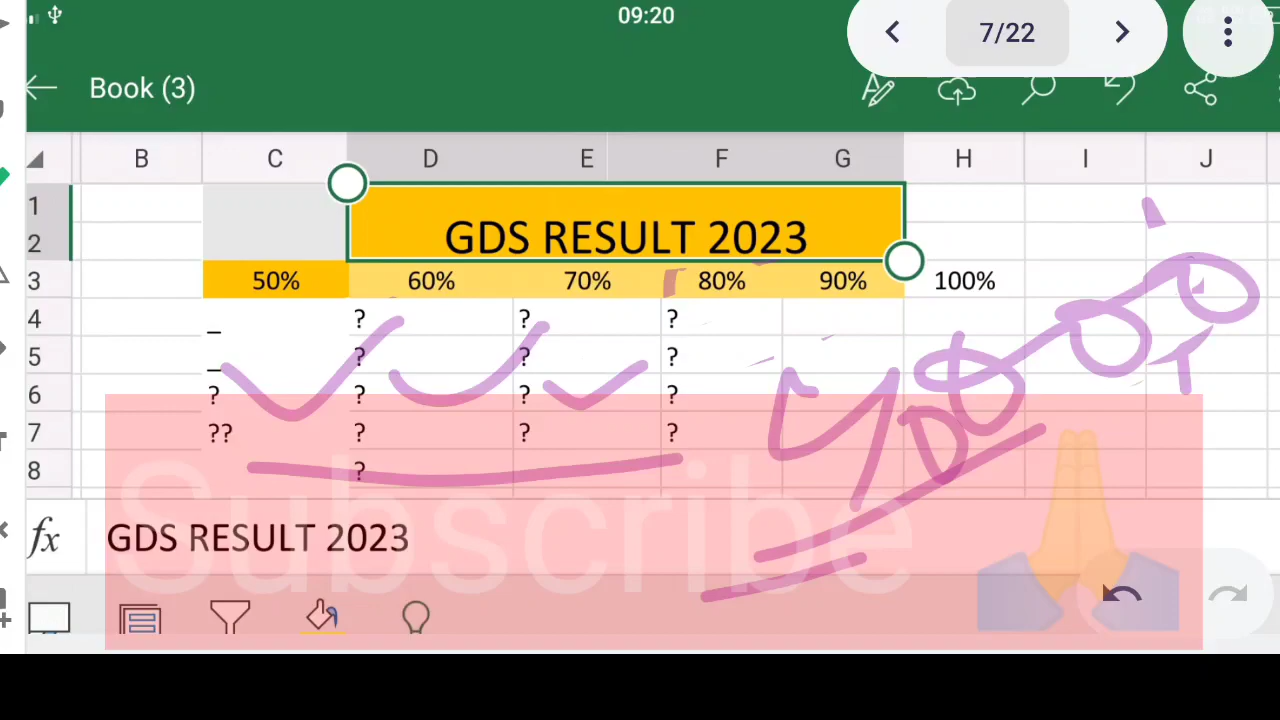 09:20
7/22
Book (3)
B C D E F G H I J
1
2 GDS RESULT 2023
3 50% 60% 70% 80% 90% 100%
4 _ ? ? ?
5 _ ? ? ?
6 ? ? ? ?
7 ?? ? ? ?
8 ?
fx GDS RESULT 2023
Subscribe